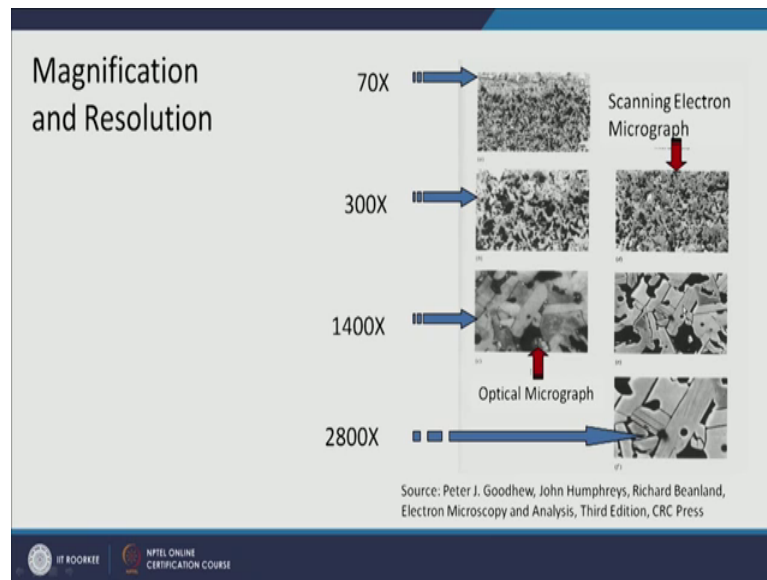 Magnification
and Resolution
70X
300X
1400X
2800X
Scanning Electron
Micrograph
(a)
(b)
(d)
(c)
(e)
Optical Micrograph
(f)
Source: Peter J. Goodhew, John Humphreys, Richard Beanland,
Electron Microscopy and Analysis, Third Edition, CRC Press
IIT ROORKEE
NPTEL ONLINE
CERTIFICATION COURSE